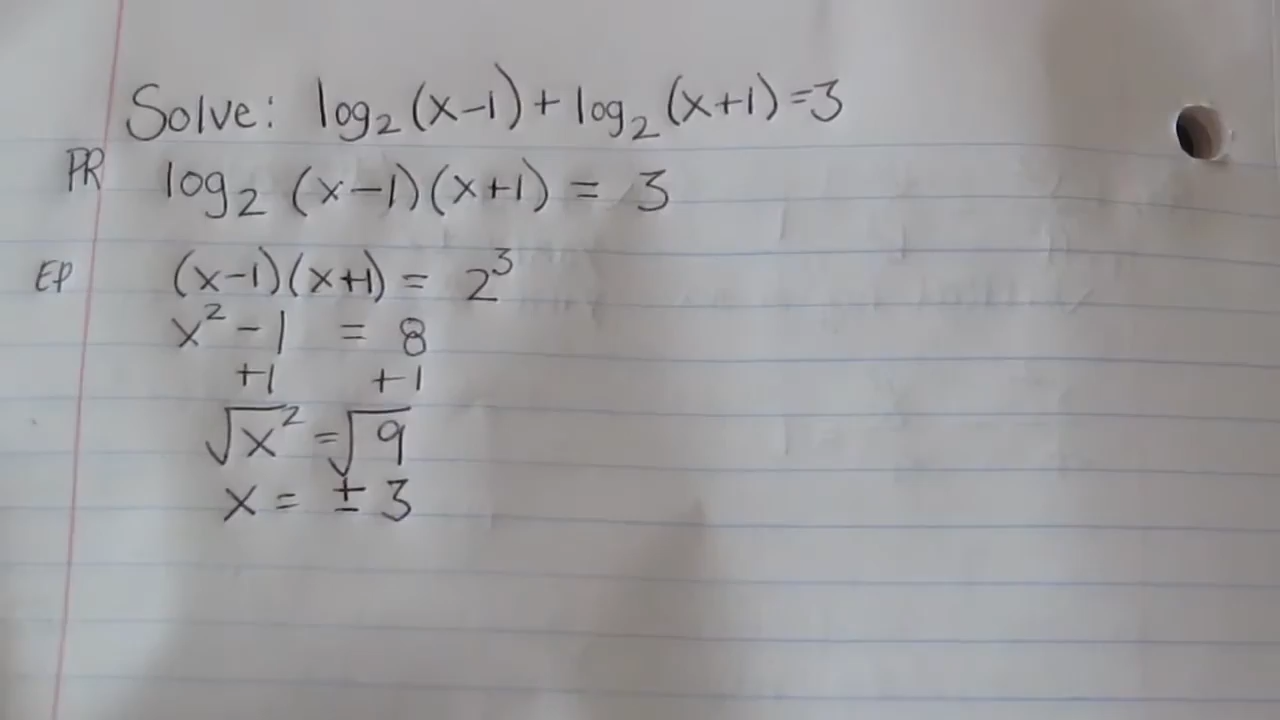 Solve: log₂(x-1)+log₂(x+1)=3
PR log₂ (x-1)(x+1) = 3
EP (x-1)(x+1) = 2³
x² - 1 = 8
+1 +1
√x² = √9
x = ± 3